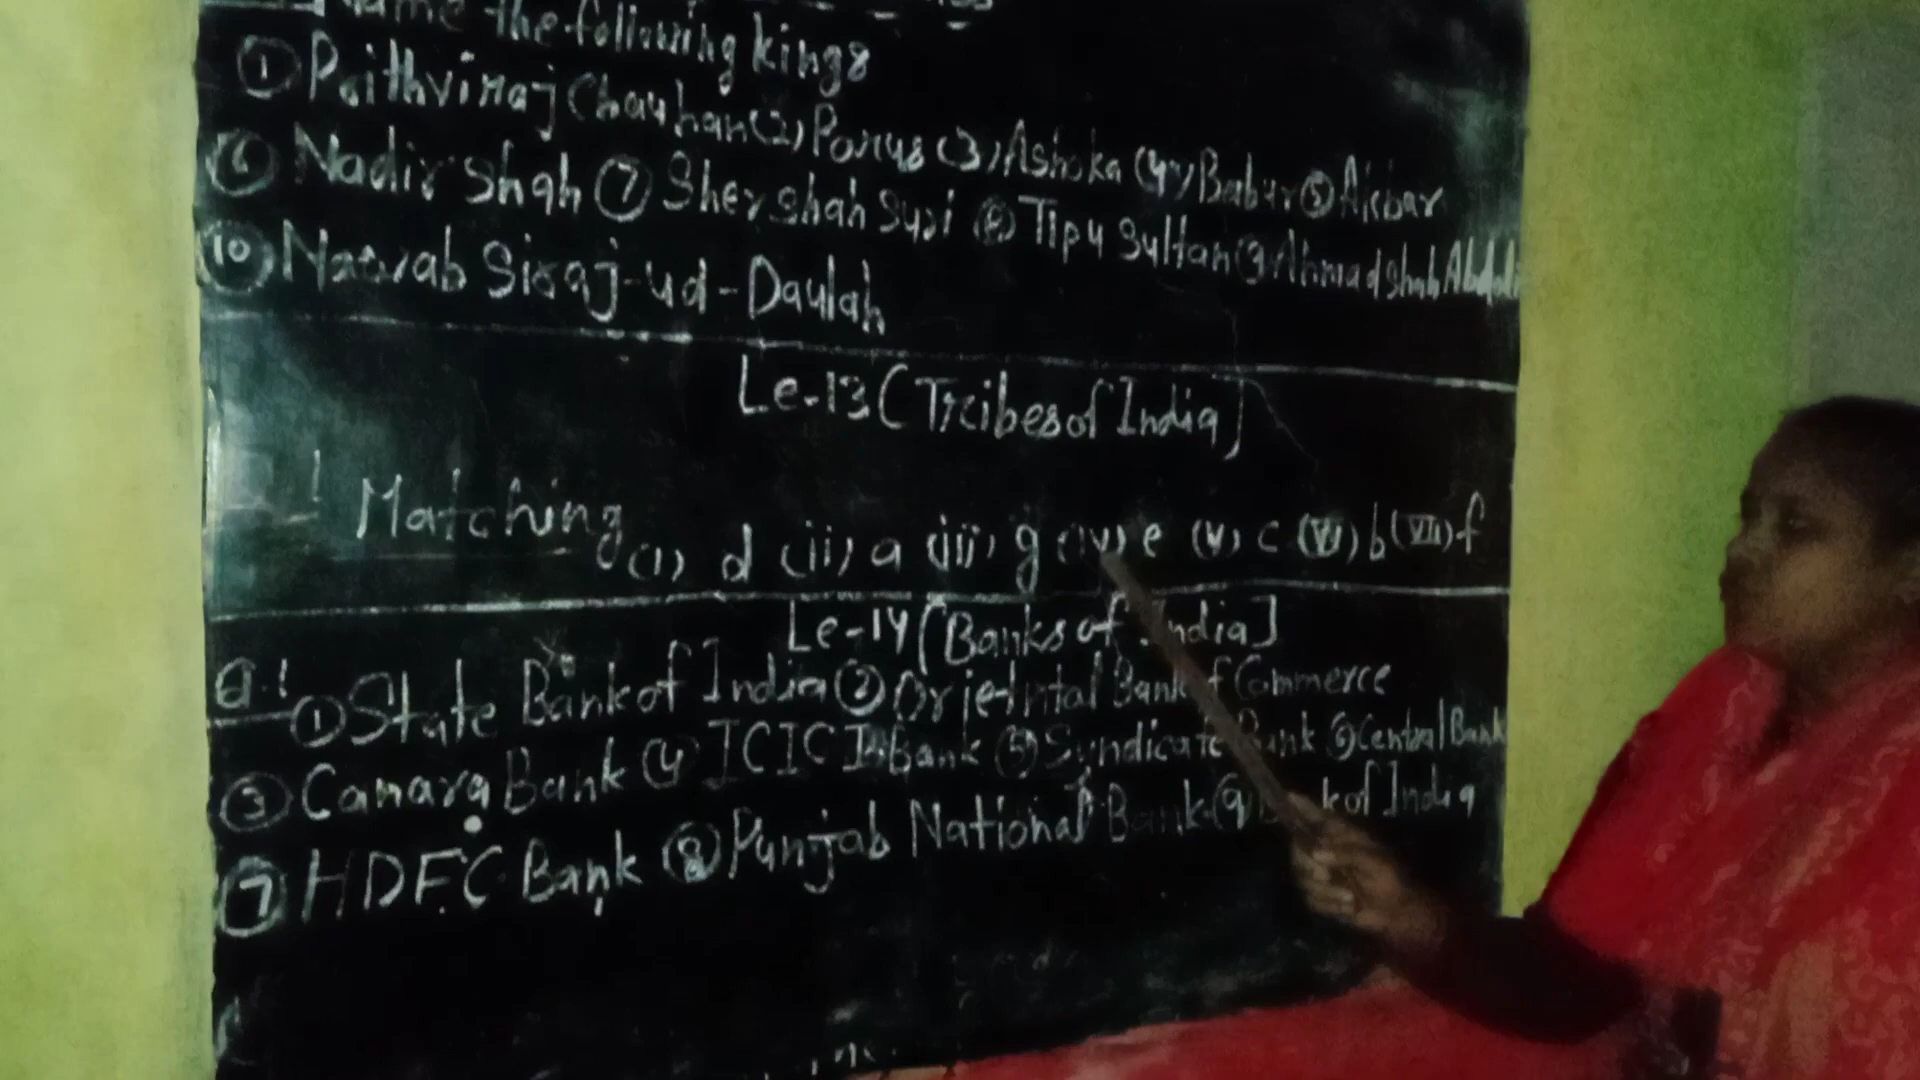 Name the following kings
① Prithviraj Chauhan (2) Porus (3) Ashoka (4) Babur ⑤ Akbar
⑥ Nadir Shah ⑦ Sher shah Suri ⑧ Tipu Sultan ⑨ Ahmad shah Abdali
⑩ Nawab Siraj-ud-Daulah
Le-13 (Tribes of India]
Matching (i) d (ii) a (iii) g (iv) e (v) c (VI) b (VII) f
Le-14 [Banks of India]
Q.1
① State Bank of India ② Bank of Commerce
③ Canara Bank ④ ICICI Bank ⑤ Syndicate Bank ⑥ Central Bank
⑦ HDFC Bank ⑧ Punjab National Bank (9) of India